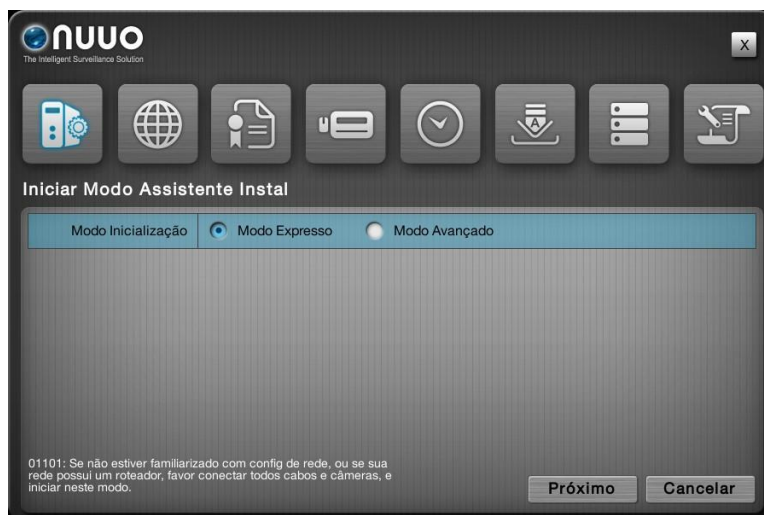 nuuo
The Intelligent Surveillance Solution
X
A
Iniciar Modo Assistente Instal
Modo Inicialização Modo Expresso Modo Avançado
01101: Se não estiver familiarizado com config de rede, ou se sua
rede possui um roteador, favor conectar todos cabos e câmeras, e
iniciar neste modo.
Próximo Cancelar